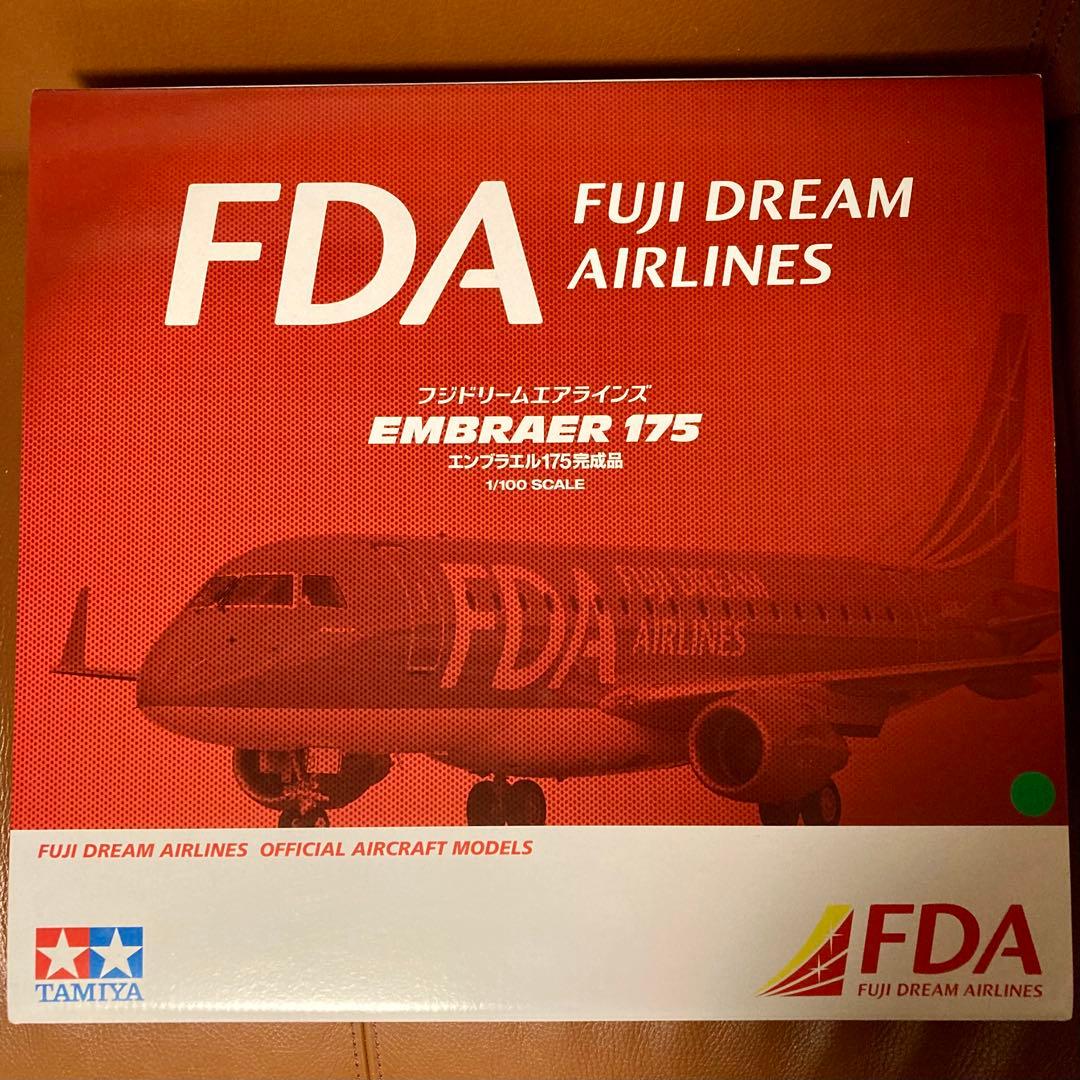 FDA
FUJI DREAM
AIRLINES
フジドリームエアラインズ
EMBRAER 175
エンブラエル175完成品
1/100 SCALE
FDA
FUJI DREAM
AIRLINES
FUJI DREAM AIRLINES OFFICIAL AIRCRAFT MODELS
TAMIYA
FDA
FUJI DREAM AIRLINES